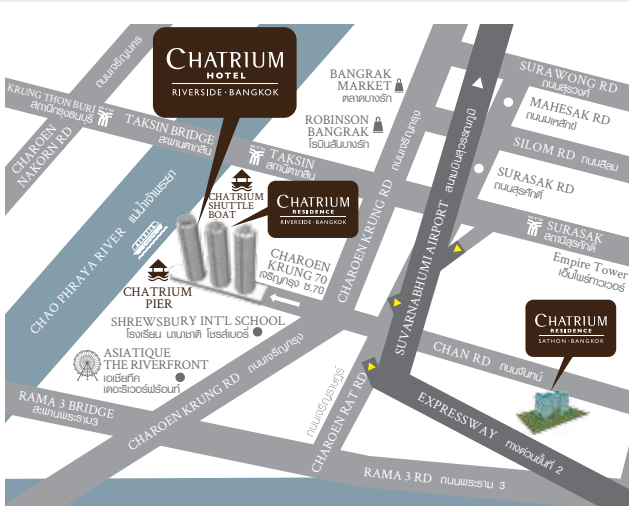 CHATRIUM
HOTEL
RIVERSIDE · BANGKOK
ถนนเจริญนคร
KRUNG THON BURI
สถานีกรุงธนบุรี
CHAROEN
NAKORN RD
TAKSIN BRIDGE
สะพานตากสิน
TAKSIN
สถานีตากสิน
BANGRAK
MARKET
ตลาดบางรัก
ROBINSON
BANGRAK
โรบินสันบางรัก
ถนนเจริญกรุง
CHAROEN KRUNG RD
สนามบินสุวรรณภูมิ
SUVARNABHUMI AIRPORT
SURAWONG RD
ถนนสุรวงศ์
MAHESAK RD
ถนนมเหสักข์
SILOM RD ถนนสีลม
SURASAK RD
ถนนสุรศักดิ์
SURASAK
สถานีสุรศักดิ์
Empire Tower
เอ็มไพร์ทาวเวอร์
CHATRIUM
SHUTTLE
BOAT
CHATRIUM
RESIDENCE
RIVERSIDE · BANGKOK
CHAO PHRAYA RIVER แม่น้ำเจ้าพระยา
CHATRIUM
PIER
CHAROEN
KRUNG 70
เจริญกรุง ซ.70
SHREWSBURY INT'L SCHOOL
โรงเรียน นานาชาติ โชรส์เบอรี่
ASIATIQUE
THE RIVERFRONT
เอเชียทีค
เดอะริเวอร์ฟร้อนท์
CHATRIUM
RESIDENCE
SATHON · BANGKOK
CHAN RD ถนนจันทน์
RAMA 3 BRIDGE
สะพานพระราม3
CHAROEN KRUNG RD ถนนเจริญกรุง
ถนนเจริญราษฎร์
CHAROEN RAT RD
EXPRESSWAY ทางด่วนขั้นที่ 2
RAMA 3 RD ถนนพระราม 3